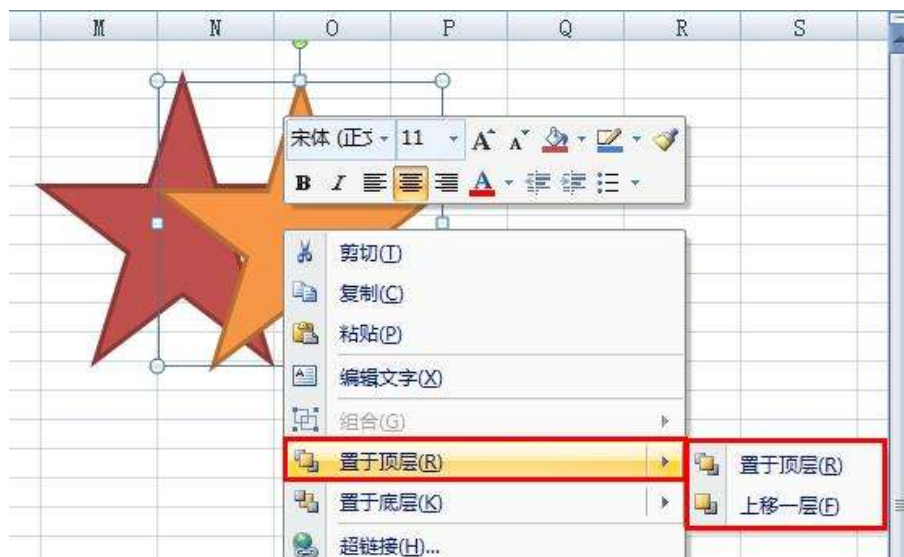 M N O P Q R S
宋体 (正文 11 A A
B I A
剪切(T)
复制(C)
粘贴(P)
编辑文字(X)
组合(G)
置于顶层(R)
置于顶层(R)
置于底层(K)
上移一层(F)
超链接(H)...